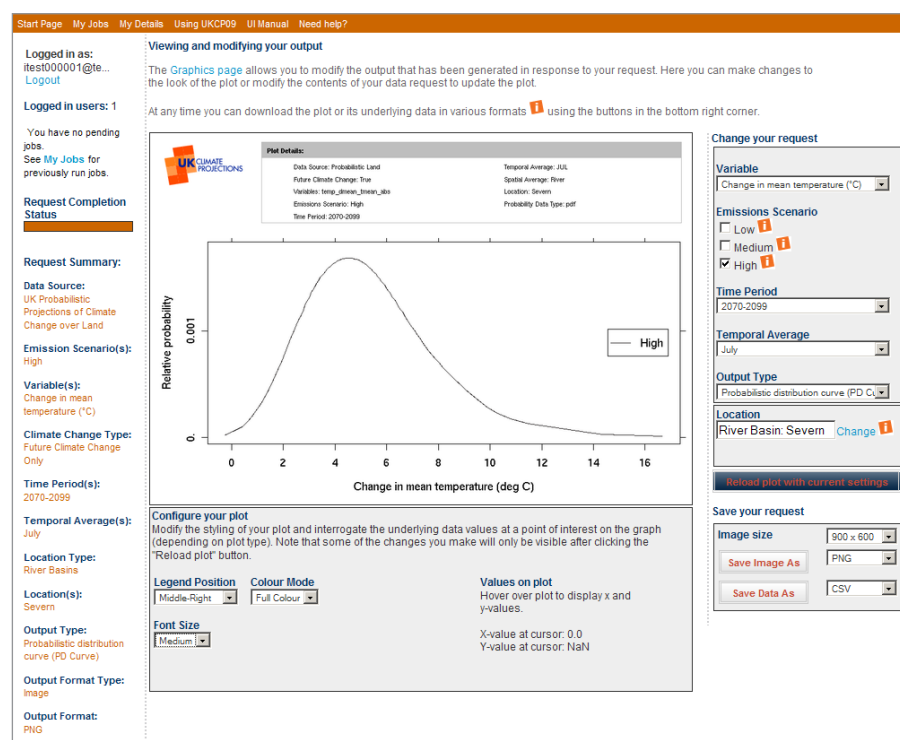 Start Page My Jobs My Details Using UKCP09 UI Manual Need help?
Logged in as:
itest000001@te...
Logout
Logged in users: 1
You have no pending
jobs.
See My Jobs for
previously run jobs.
Request Completion
Status
Request Summary:
Data Source:
UK Probabilistic
Projections of Climate
Change over Land
Emission Scenario(s):
High
Variable(s):
Change in mean
temperature (°C)
Climate Change Type:
Future Climate Change
Only
Time Period(s):
2070-2099
Temporal Average(s):
July
Location Type:
River Basins
Location(s):
Severn
Output Type:
Probabilistic distribution
curve (PD Curve)
Output Format Type:
Image
Output Format:
PNG
Viewing and modifying your output
The Graphics page allows you to modify the output that has been generated in response to your request. Here you can make changes to
the look of the plot or modify the contents of your data request to update the plot.
At any time you can download the plot or its underlying data in various formats i using the buttons in the bottom right corner.
UK CLIMATE
PROJECTIONS
Plot Details:
Data Source: Probabilistic Land
Future Climate Change: True
Variables: temp_dmean_tmean_abs
Emissions Scenario: High
Time Period: 2070-2099
Temporal Average: JUL
Spatial Average: River
Location: Severn
Probability Data Type: pdf
Relative probability
0.001
0.
High
0 2 4 6 8 10 12 14 16
Change in mean temperature (deg C)
Configure your plot
Modify the styling of your plot and interrogate the underlying data values at a point of interest on the graph
(depending on plot type). Note that some of the changes you make will only be visible after clicking the
"Reload plot" button.
Legend Position Colour Mode
Middle-Right Full Colour
Font Size
Medium
Values on plot
Hover over plot to display x and
y-values.
X-value at cursor: 0.0
Y-value at cursor: NaN
Change your request
Variable
Change in mean temperature (°C)
Emissions Scenario
Low i
Medium i
High i
Time Period
2070-2099
Temporal Average
July
Output Type
Probabilistic distribution curve (PD Cu
Location
River Basin: Severn Change i
Reload plot with current settings
Save your request
Image size 900 x 600
Save Image As PNG
Save Data As CSV